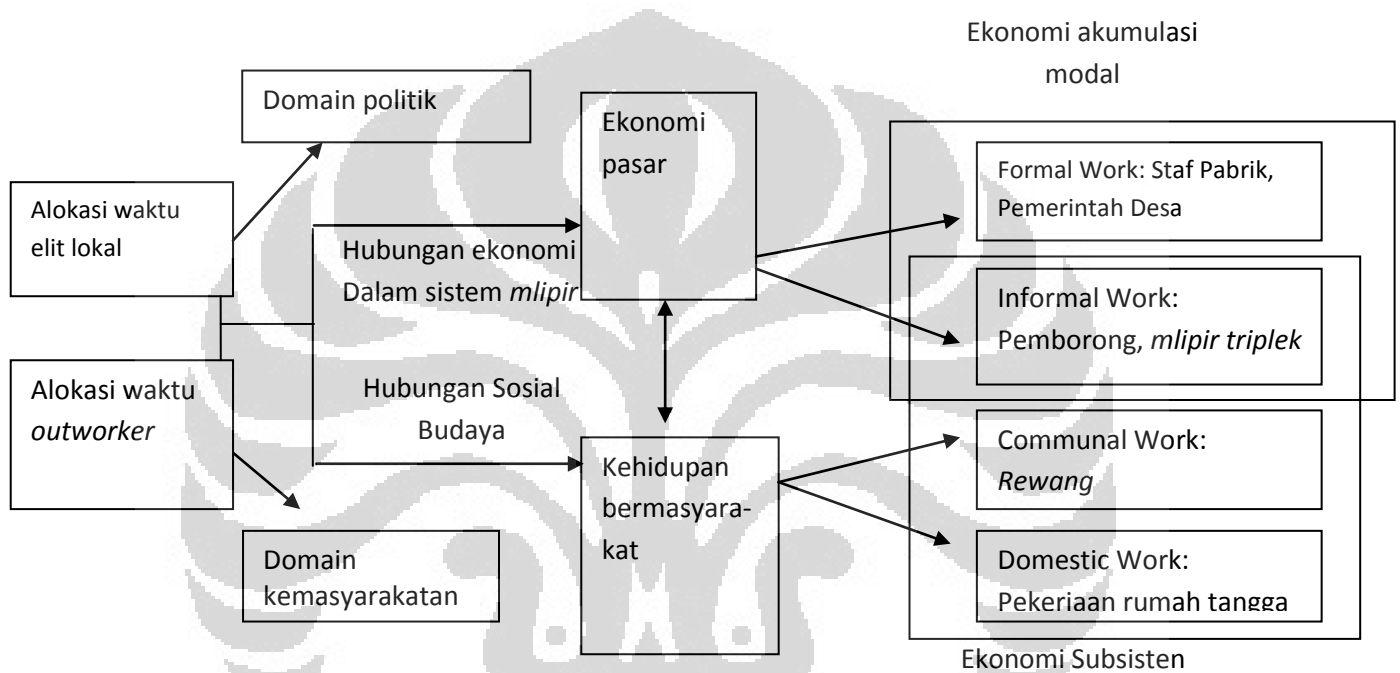 Ekonomi akumulasi
modal
Domain politik
Ekonomi
pasar
Formal Work: Staf Pabrik,
Pemerintah Desa
Alokasi waktu
elit lokal
Hubungan ekonomi
Dalam sistem mlipir
Informal Work:
Pemborong, mlipir triplek
Alokasi waktu
outworker
Hubungan Sosial
Budaya
Communal Work:
Rewang
Kehidupan
bermasyara-
kat
Domain
kemasyarakatan
Domestic Work:
Pekerjaan rumah tangga
Ekonomi Subsisten